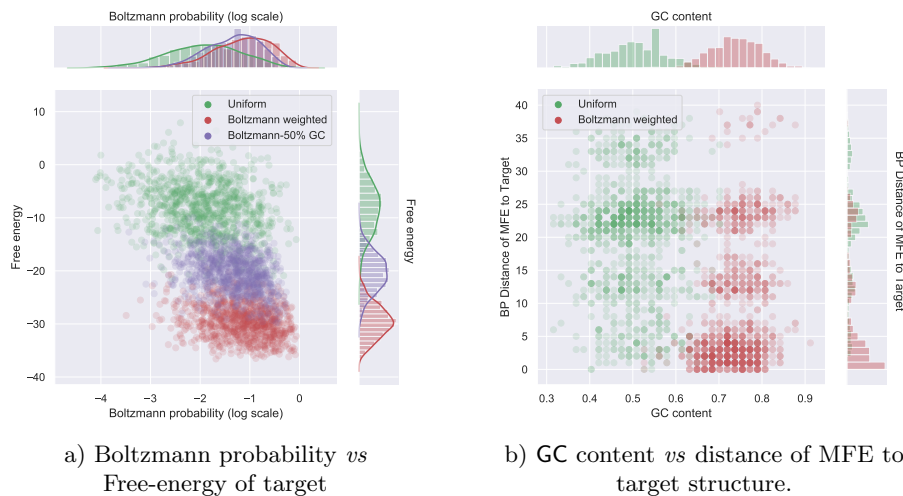 Boltzmann probability (log scale)
Uniform
Boltzmann weighted
Boltzmann-50% GC
10
0
−10
−20
−30
−40
Free energy
Free energy
−4
−3
−2
−1
0
Boltzmann probability (log scale)
a) Boltzmann probability vs
Free-energy of target
GC content
Uniform
Boltzmann weighted
40
35
30
25
20
15
10
5
0
BP Distance of MFE to Target
BP Distance of MFE to Target
0.3
0.4
0.5
0.6
0.7
0.8
0.9
GC content
b) GC content vs distance of MFE to
target structure.